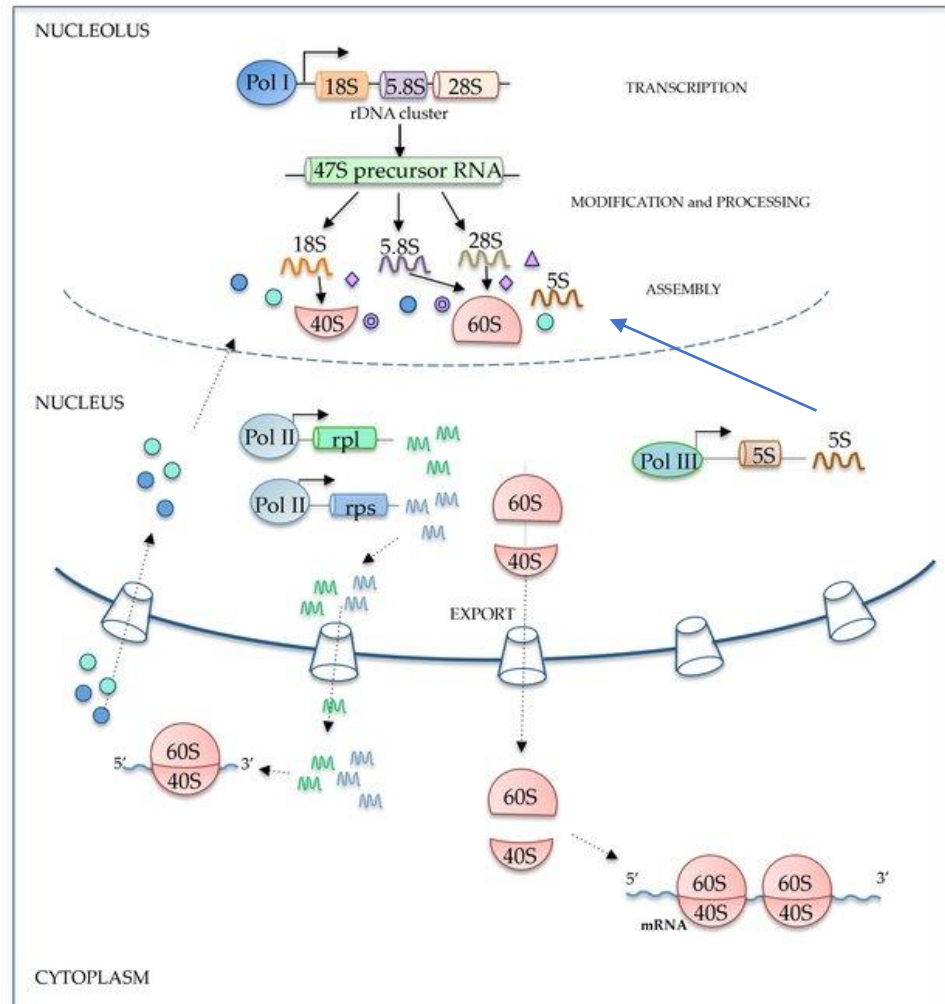 NUCLEOLUS
Pol I 18S 5.8S 28S
TRANSCRIPTION
rDNA cluster
47S precursor RNA
MODIFICATION and PROCESSING
18S 5.8S 28S
5S
ASSEMBLY
40S 60S
NUCLEUS
Pol II rpl
Pol III 5S 5S
Pol II rps
60S
40S
EXPORT
60S
5′ 3′
40S
60S
40S
5′ 60S 60S 3′
40S 40S
mRNA
CYTOPLASM